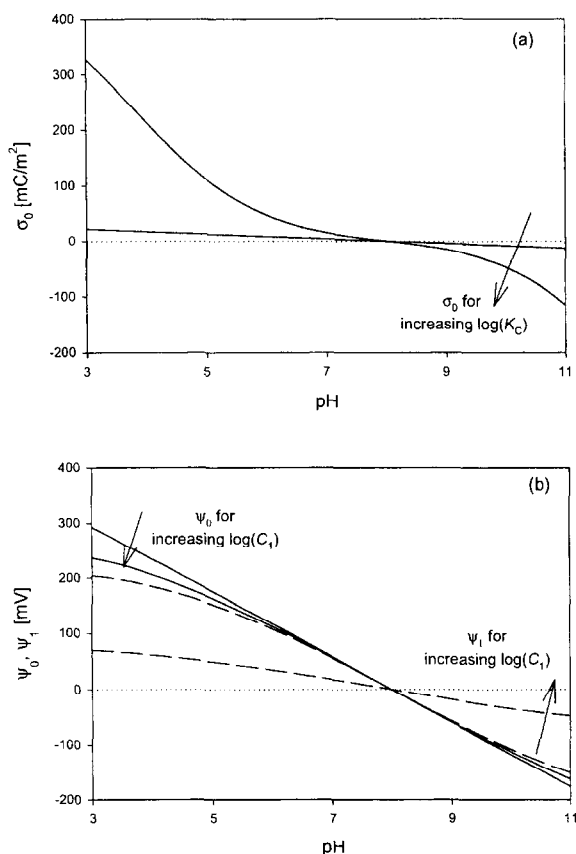 (a)
400
300
200
100
0
-100
-200
σ₀ [mC/m²]
σ₀ for
increasing log(K_C)
3 5 7 9 11
pH
(b)
400
300
200
100
0
-100
-200
ψ₀, ψ₁ [mV]
ψ₀ for
increasing log(C₁)
ψ₁ for
increasing log(C₁)
3 5 7 9 11
pH